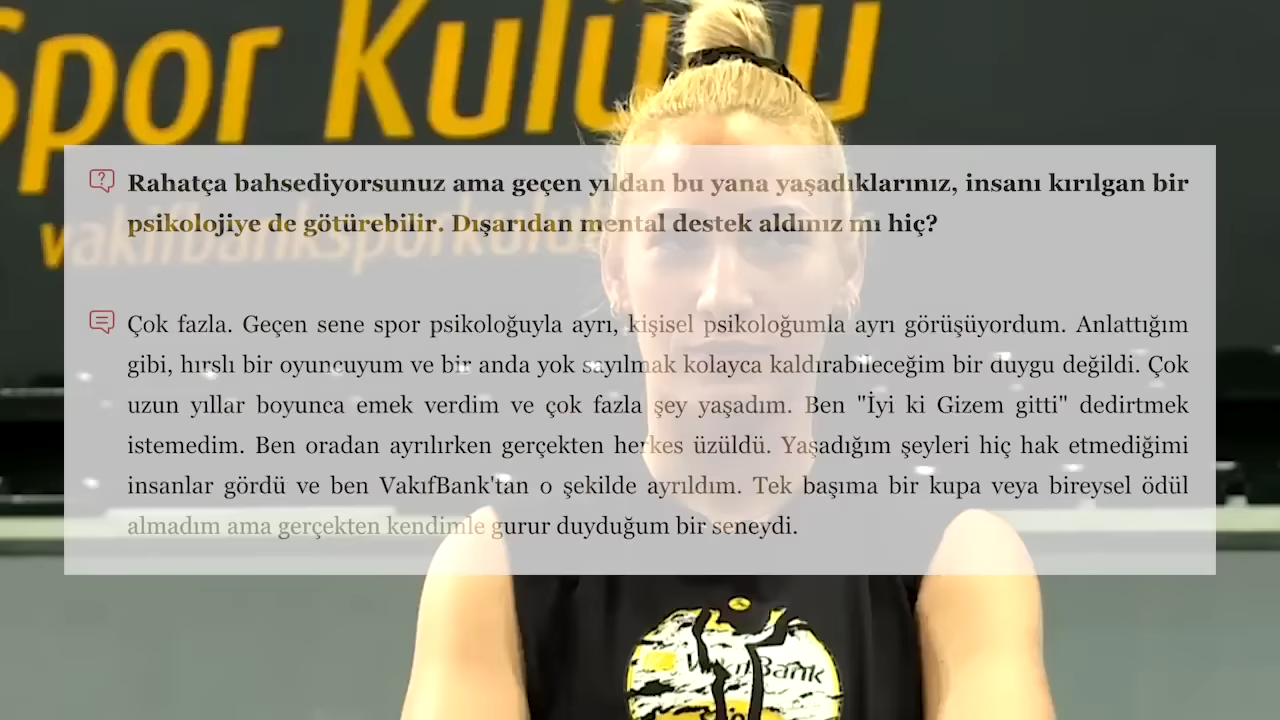 Spor Kulübü
vakifbanksporkulu
Rahatça bahsediyorsunuz ama geçen yıldan bu yana yaşadıklarınız, insanı kırılgan bir
psikolojiye de götürebilir. Dışarıdan mental destek aldınız mı hiç?
Çok fazla. Geçen sene spor psikoloğuyla ayrı, kişisel psikoloğumla ayrı görüşüyordum. Anlattığım
gibi, hırslı bir oyuncuyum ve bir anda yok sayılmak kolayca kaldırabileceğim bir duygu değildi. Çok
uzun yıllar boyunca emek verdim ve çok fazla şey yaşadım. Ben "İyi ki Gizem gitti" dedirtmek
istemedim. Ben oradan ayrılırken gerçekten herkes üzüldü. Yaşadığım şeyleri hiç hak etmediğimi
insanlar gördü ve ben VakıfBank'tan o şekilde ayrıldım. Tek başıma bir kupa veya bireysel ödül
almadım ama gerçekten kendimle gurur duyduğum bir seneydi.
VakıfBank